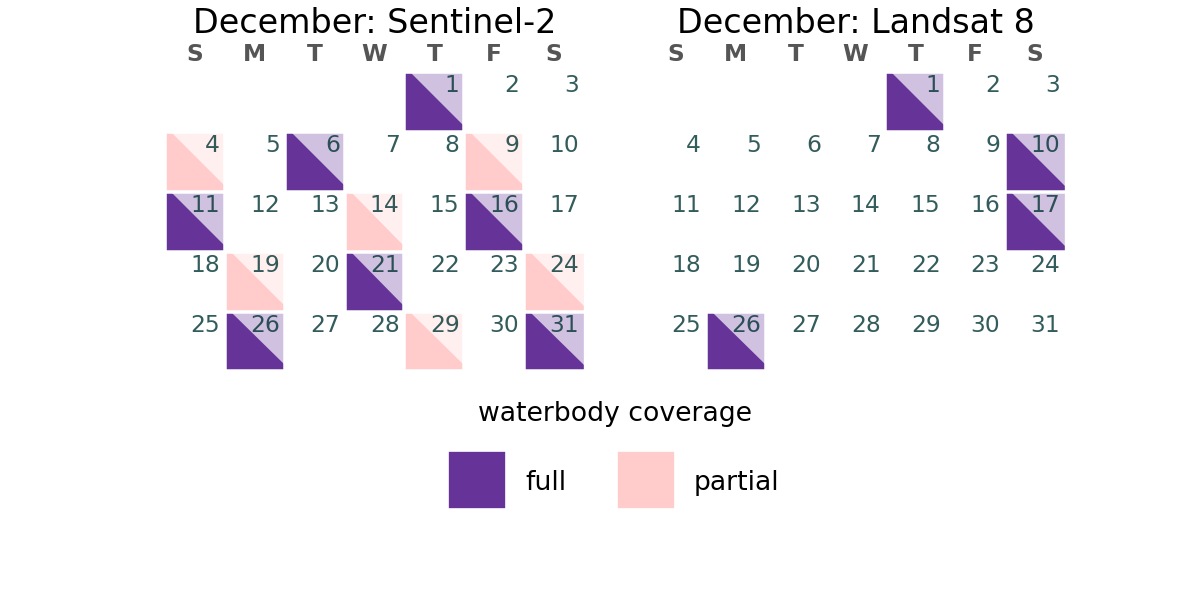 December: Sentinel-2
S M T W T F S
1 2 3
4 5 6 7 8 9 10
11 12 13 14 15 16 17
18 19 20 21 22 23 24
25 26 27 28 29 30 31
December: Landsat 8
S M T W T F S
1 2 3
4 5 6 7 8 9 10
11 12 13 14 15 16 17
18 19 20 21 22 23 24
25 26 27 28 29 30 31
waterbody coverage
full partial